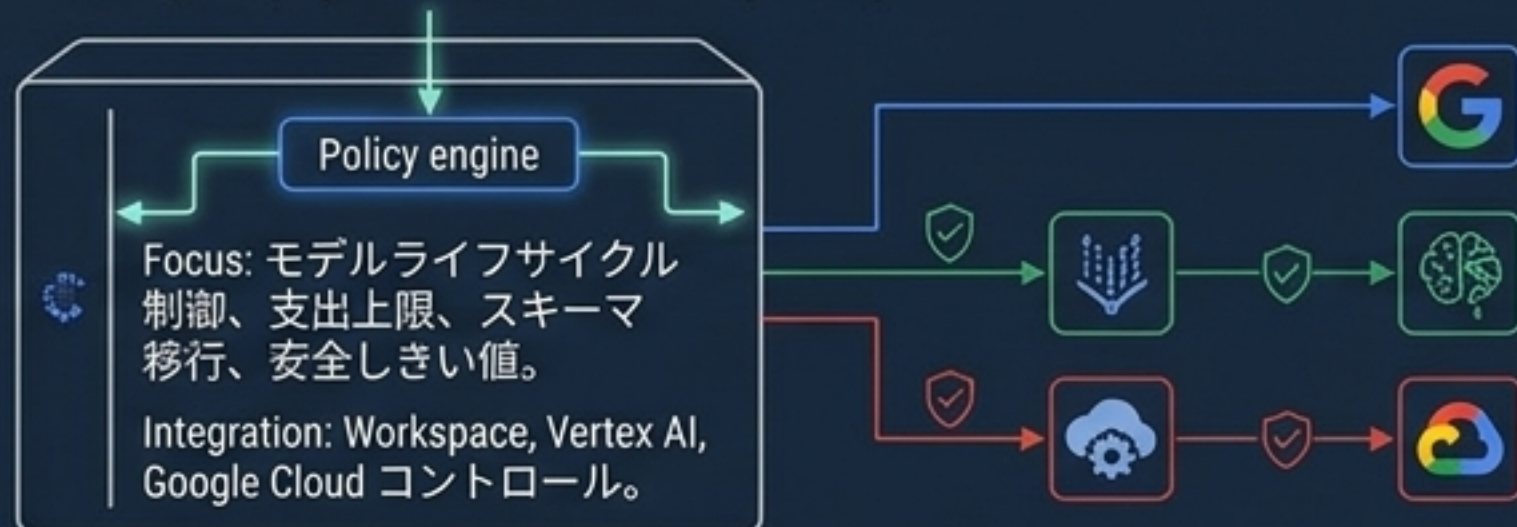 Policy engine
Focus: モデルライフサイクル
制御、支出上限、スキーマ
移行、安全しきい値。
Integration: Workspace, Vertex AI,
Google Cloud コントロール。